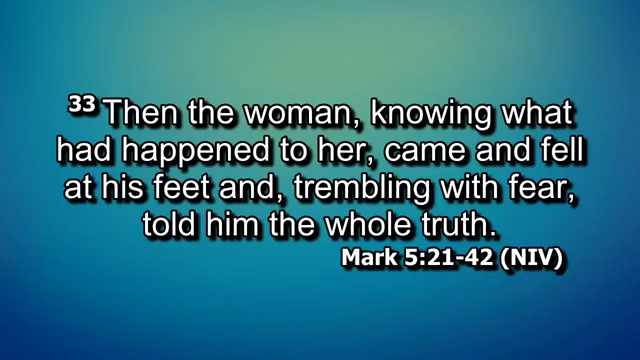 33 Then the woman, knowing what
had happened to her, came and fell
at his feet and, trembling with fear,
told him the whole truth.
Mark 5:21-42 (NIV)